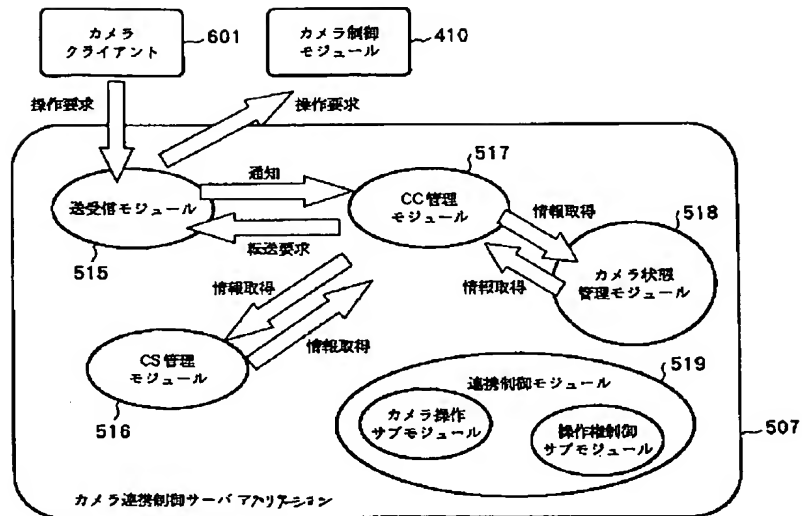 カメラ
クライアント
601
カメラ制御
モジュール
410
操作要求
操作要求
517
通知
送受信モジュール
CC管理
モジュール
情報取得
518
転送要求
515
情報取得
情報取得
カメラ状態
管理モジュール
情報取得
CS管理
モジュール
516
519
連携制御モジュール
カメラ操作
サブモジュール
操作権制御
サブモジュール
507
カメラ連携制御サーバ アプリケーション